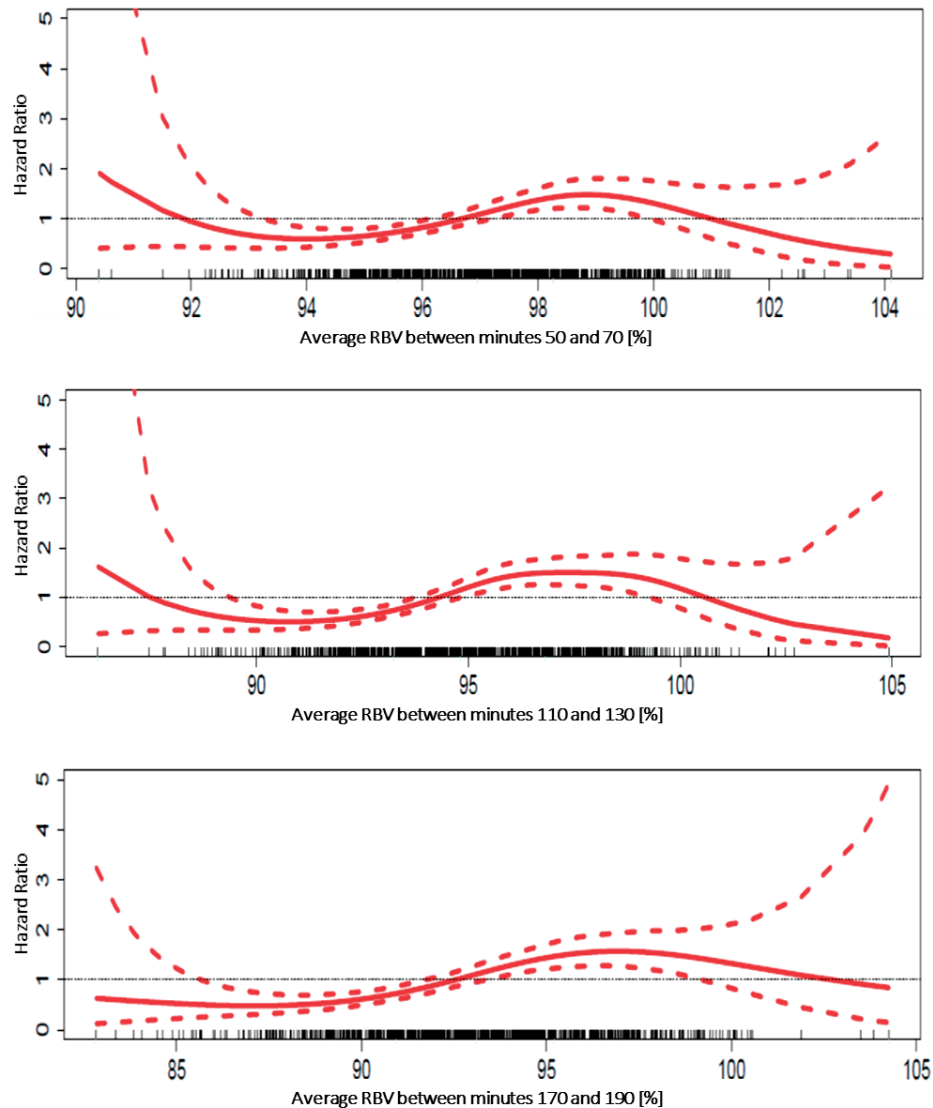 5
4
3
2
1
0
Hazard Ratio
90 92 94 96 98 100 102 104
Average RBV between minutes 50 and 70 [%]
5
4
3
2
1
0
Hazard Ratio
90 95 100 105
Average RBV between minutes 110 and 130 [%]
5
4
3
2
1
0
Hazard Ratio
85 90 95 100 105
Average RBV between minutes 170 and 190 [%]